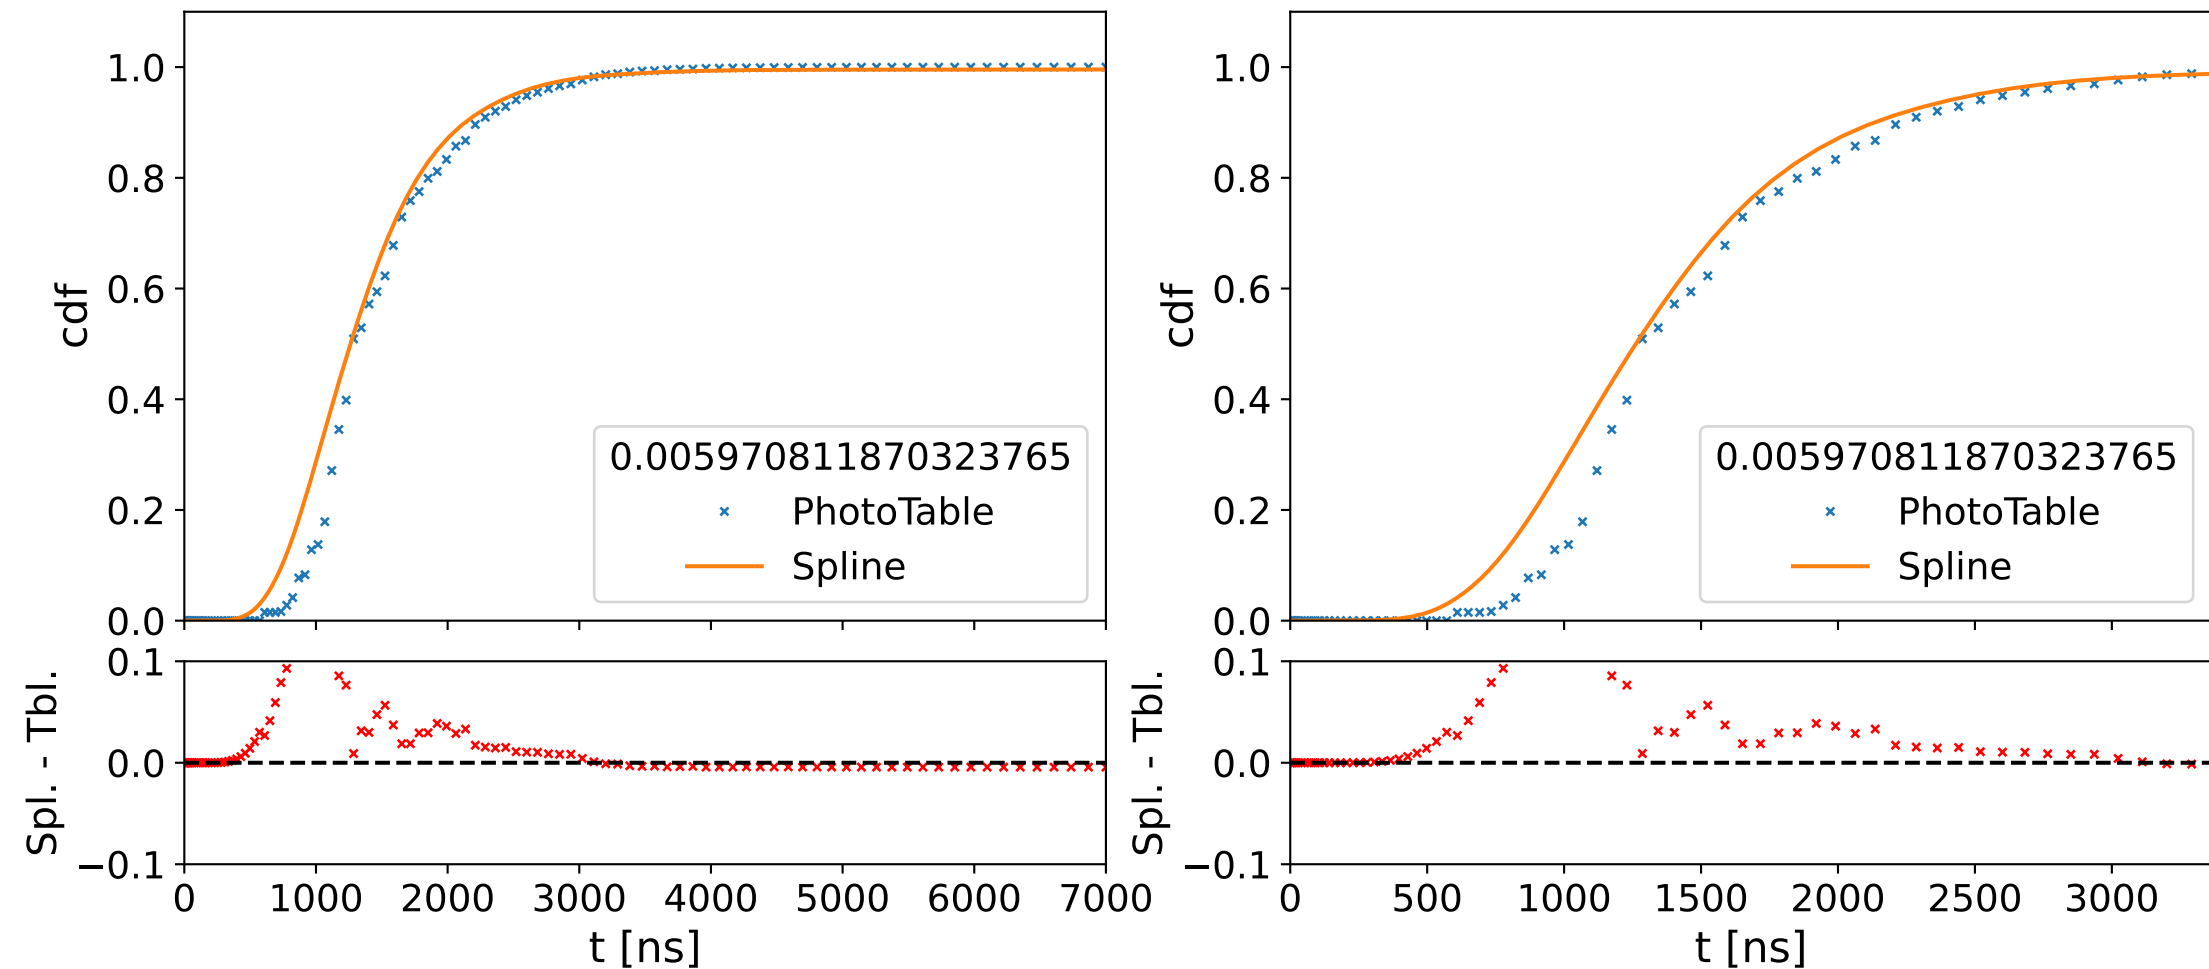 1.0
0.8
0.6
0.4
0.2
0.0
cdf
0.005970811870323765
PhotoTable
Spline
0.1
0.0
−0.1
Spl. - Tbl.
0 1000 2000 3000 4000 5000 6000 7000
t [ns]
1.0
0.8
0.6
0.4
0.2
0.0
cdf
0.005970811870323765
PhotoTable
Spline
0.1
0.0
−0.1
Spl. - Tbl.
0 500 1000 1500 2000 2500 3000
t [ns]